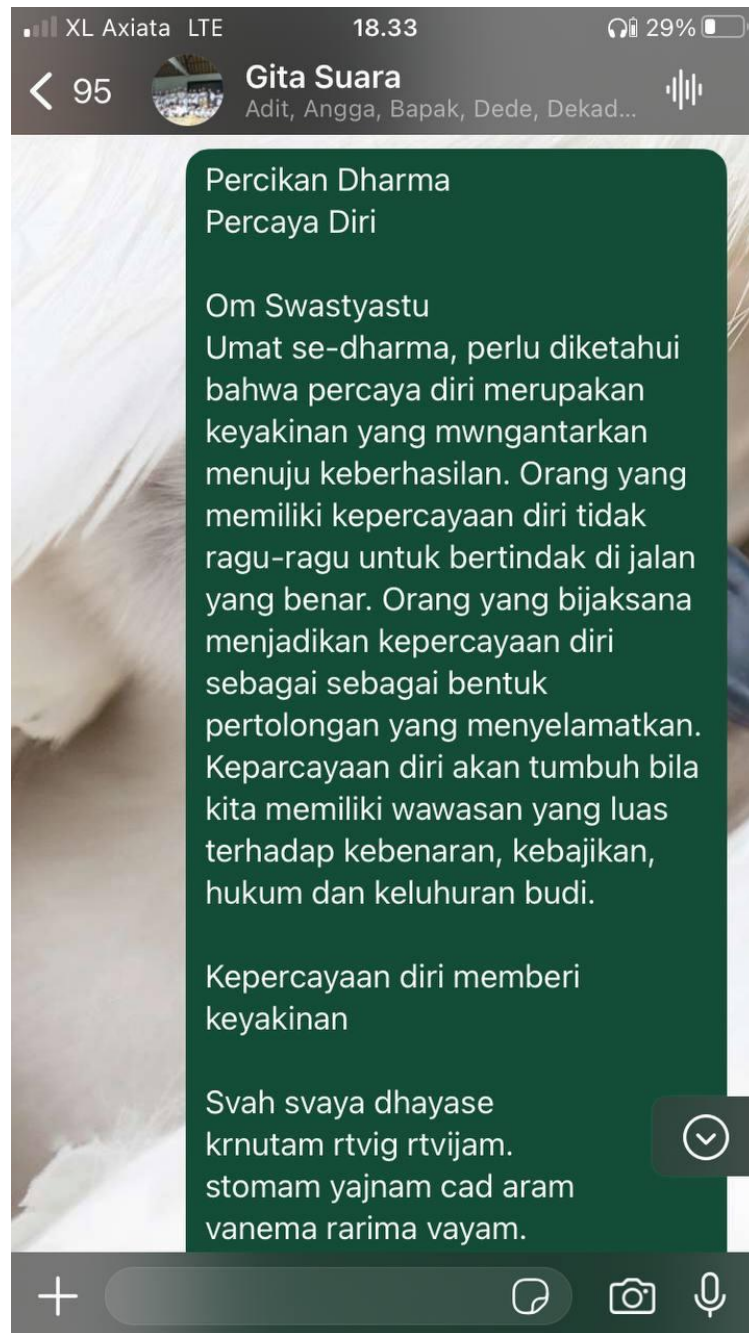 XL Axiata LTE 18.33 29%
95 Gita Suara
Adit, Angga, Bapak, Dede, Dekad...
Percikan Dharma
Percaya Diri
Om Swastyastu
Umat se-dharma, perlu diketahui
bahwa percaya diri merupakan
keyakinan yang mwngantarkan
menuju keberhasilan. Orang yang
memiliki kepercayaan diri tidak
ragu-ragu untuk bertindak di jalan
yang benar. Orang yang bijaksana
menjadikan kepercayaan diri
sebagai sebagai bentuk
pertolongan yang menyelamatkan.
Keparcayaan diri akan tumbuh bila
kita memiliki wawasan yang luas
terhadap kebenaran, kebajikan,
hukum dan keluhuran budi.
Kepercayaan diri memberi
keyakinan
Svah svaya dhayase
krnutam rtvig rtvijam.
stomam yajnam cad aram
vanema rarima vayam.